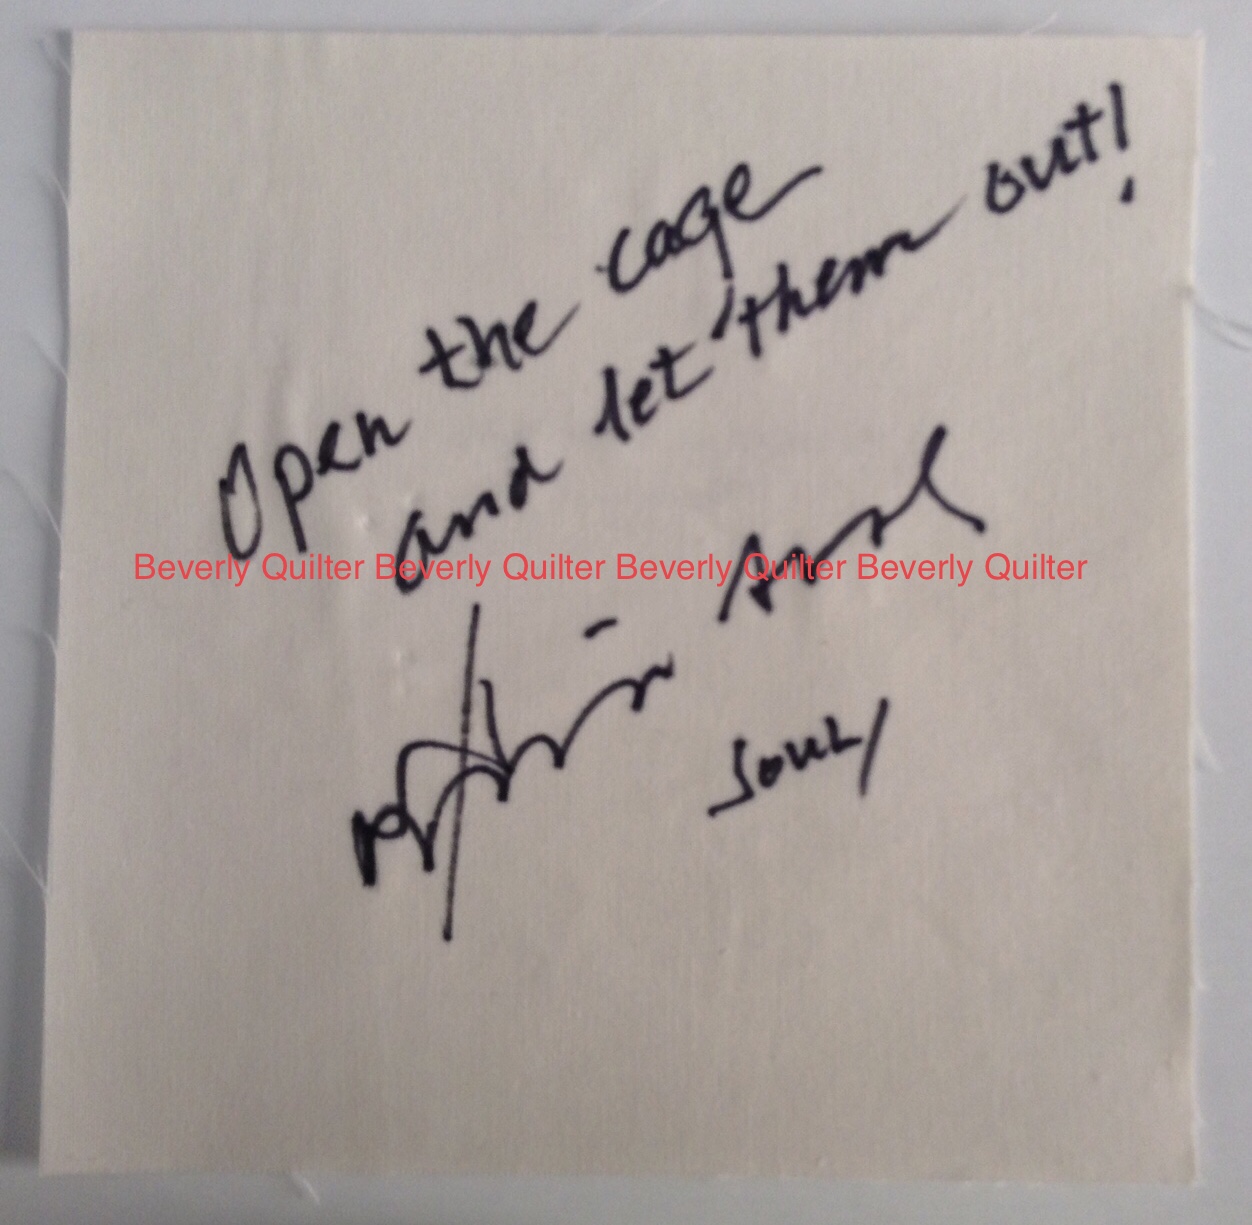 Open the cage
and let them out!
Beverly Quilter Beverly Quilter Beverly Quilter Beverly Quilter
soul